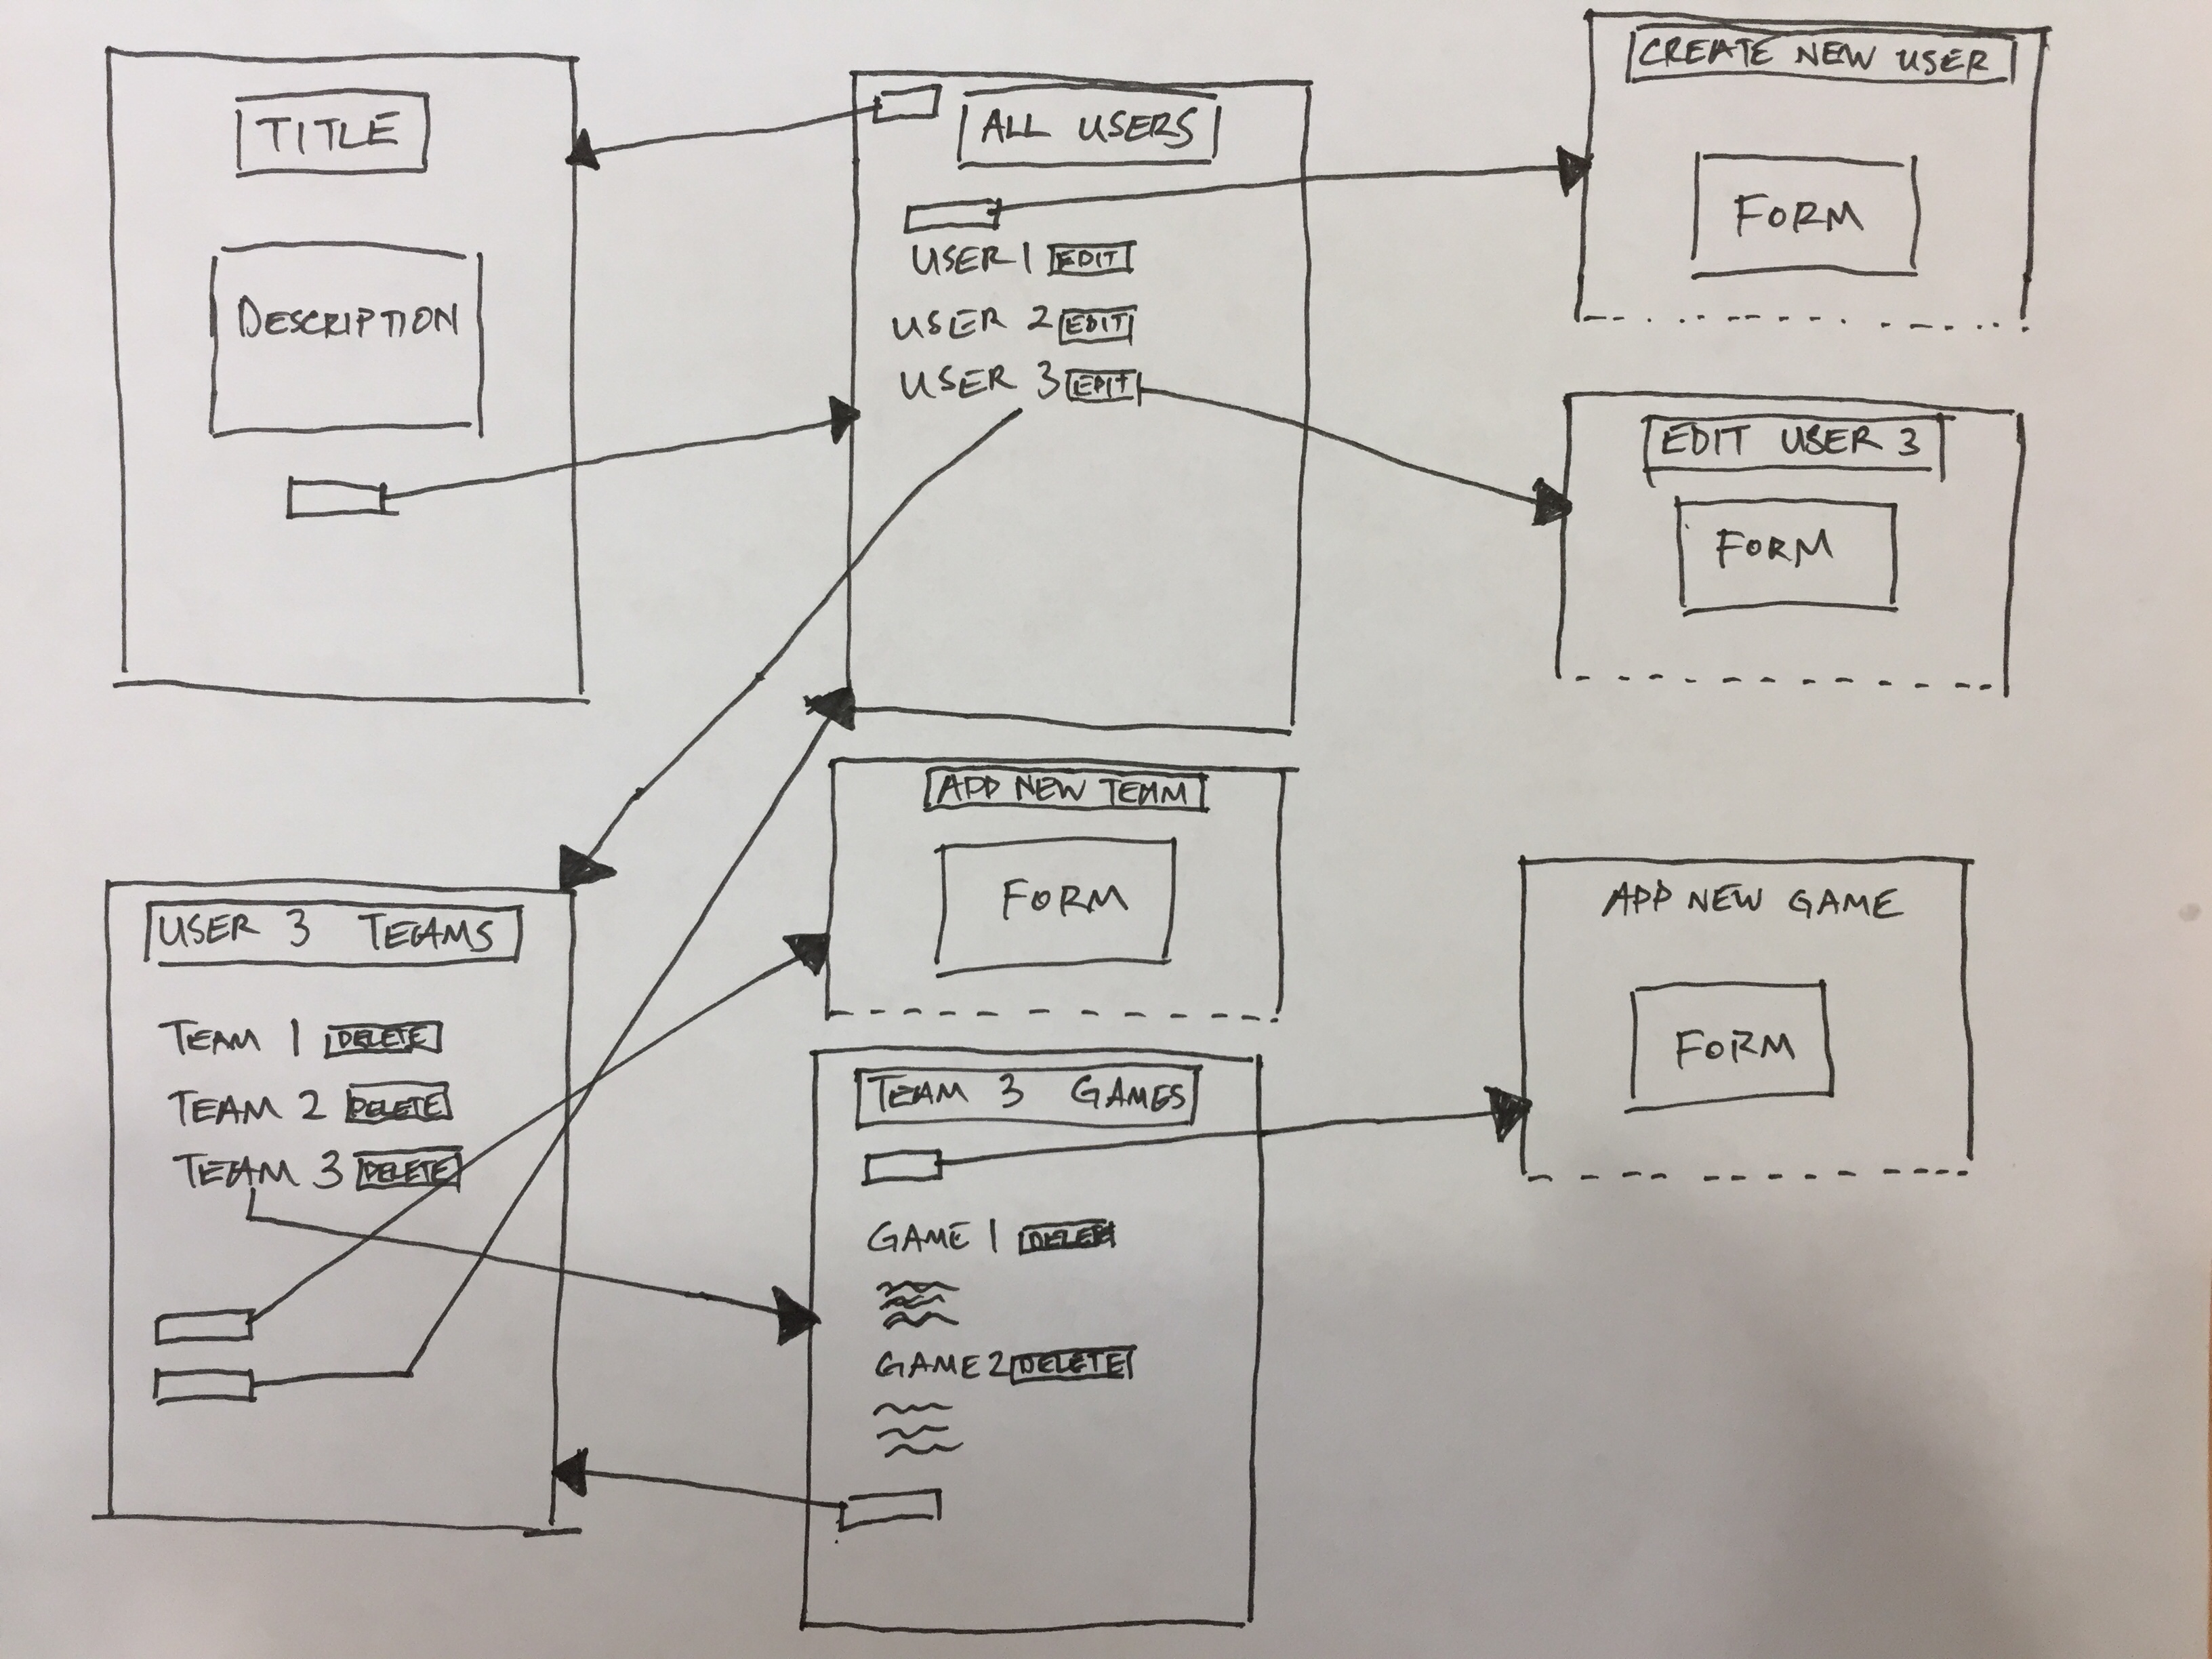 TITLE
DESCRIPTION
ALL USERS
USER 1 EDIT
USER 2 EDIT
USER 3 EDIT
CREATE NEW USER
FORM
EDIT USER 3
FORM
USER 3 TEAMS
TEAM 1 DELETE
TEAM 2 DELETE
TEAM 3 DELETE
ADD NEW TEAM
FORM
TEAM 3 GAMES
GAME 1 DELETE
GAME 2 DELETE
ADD NEW GAME
FORM